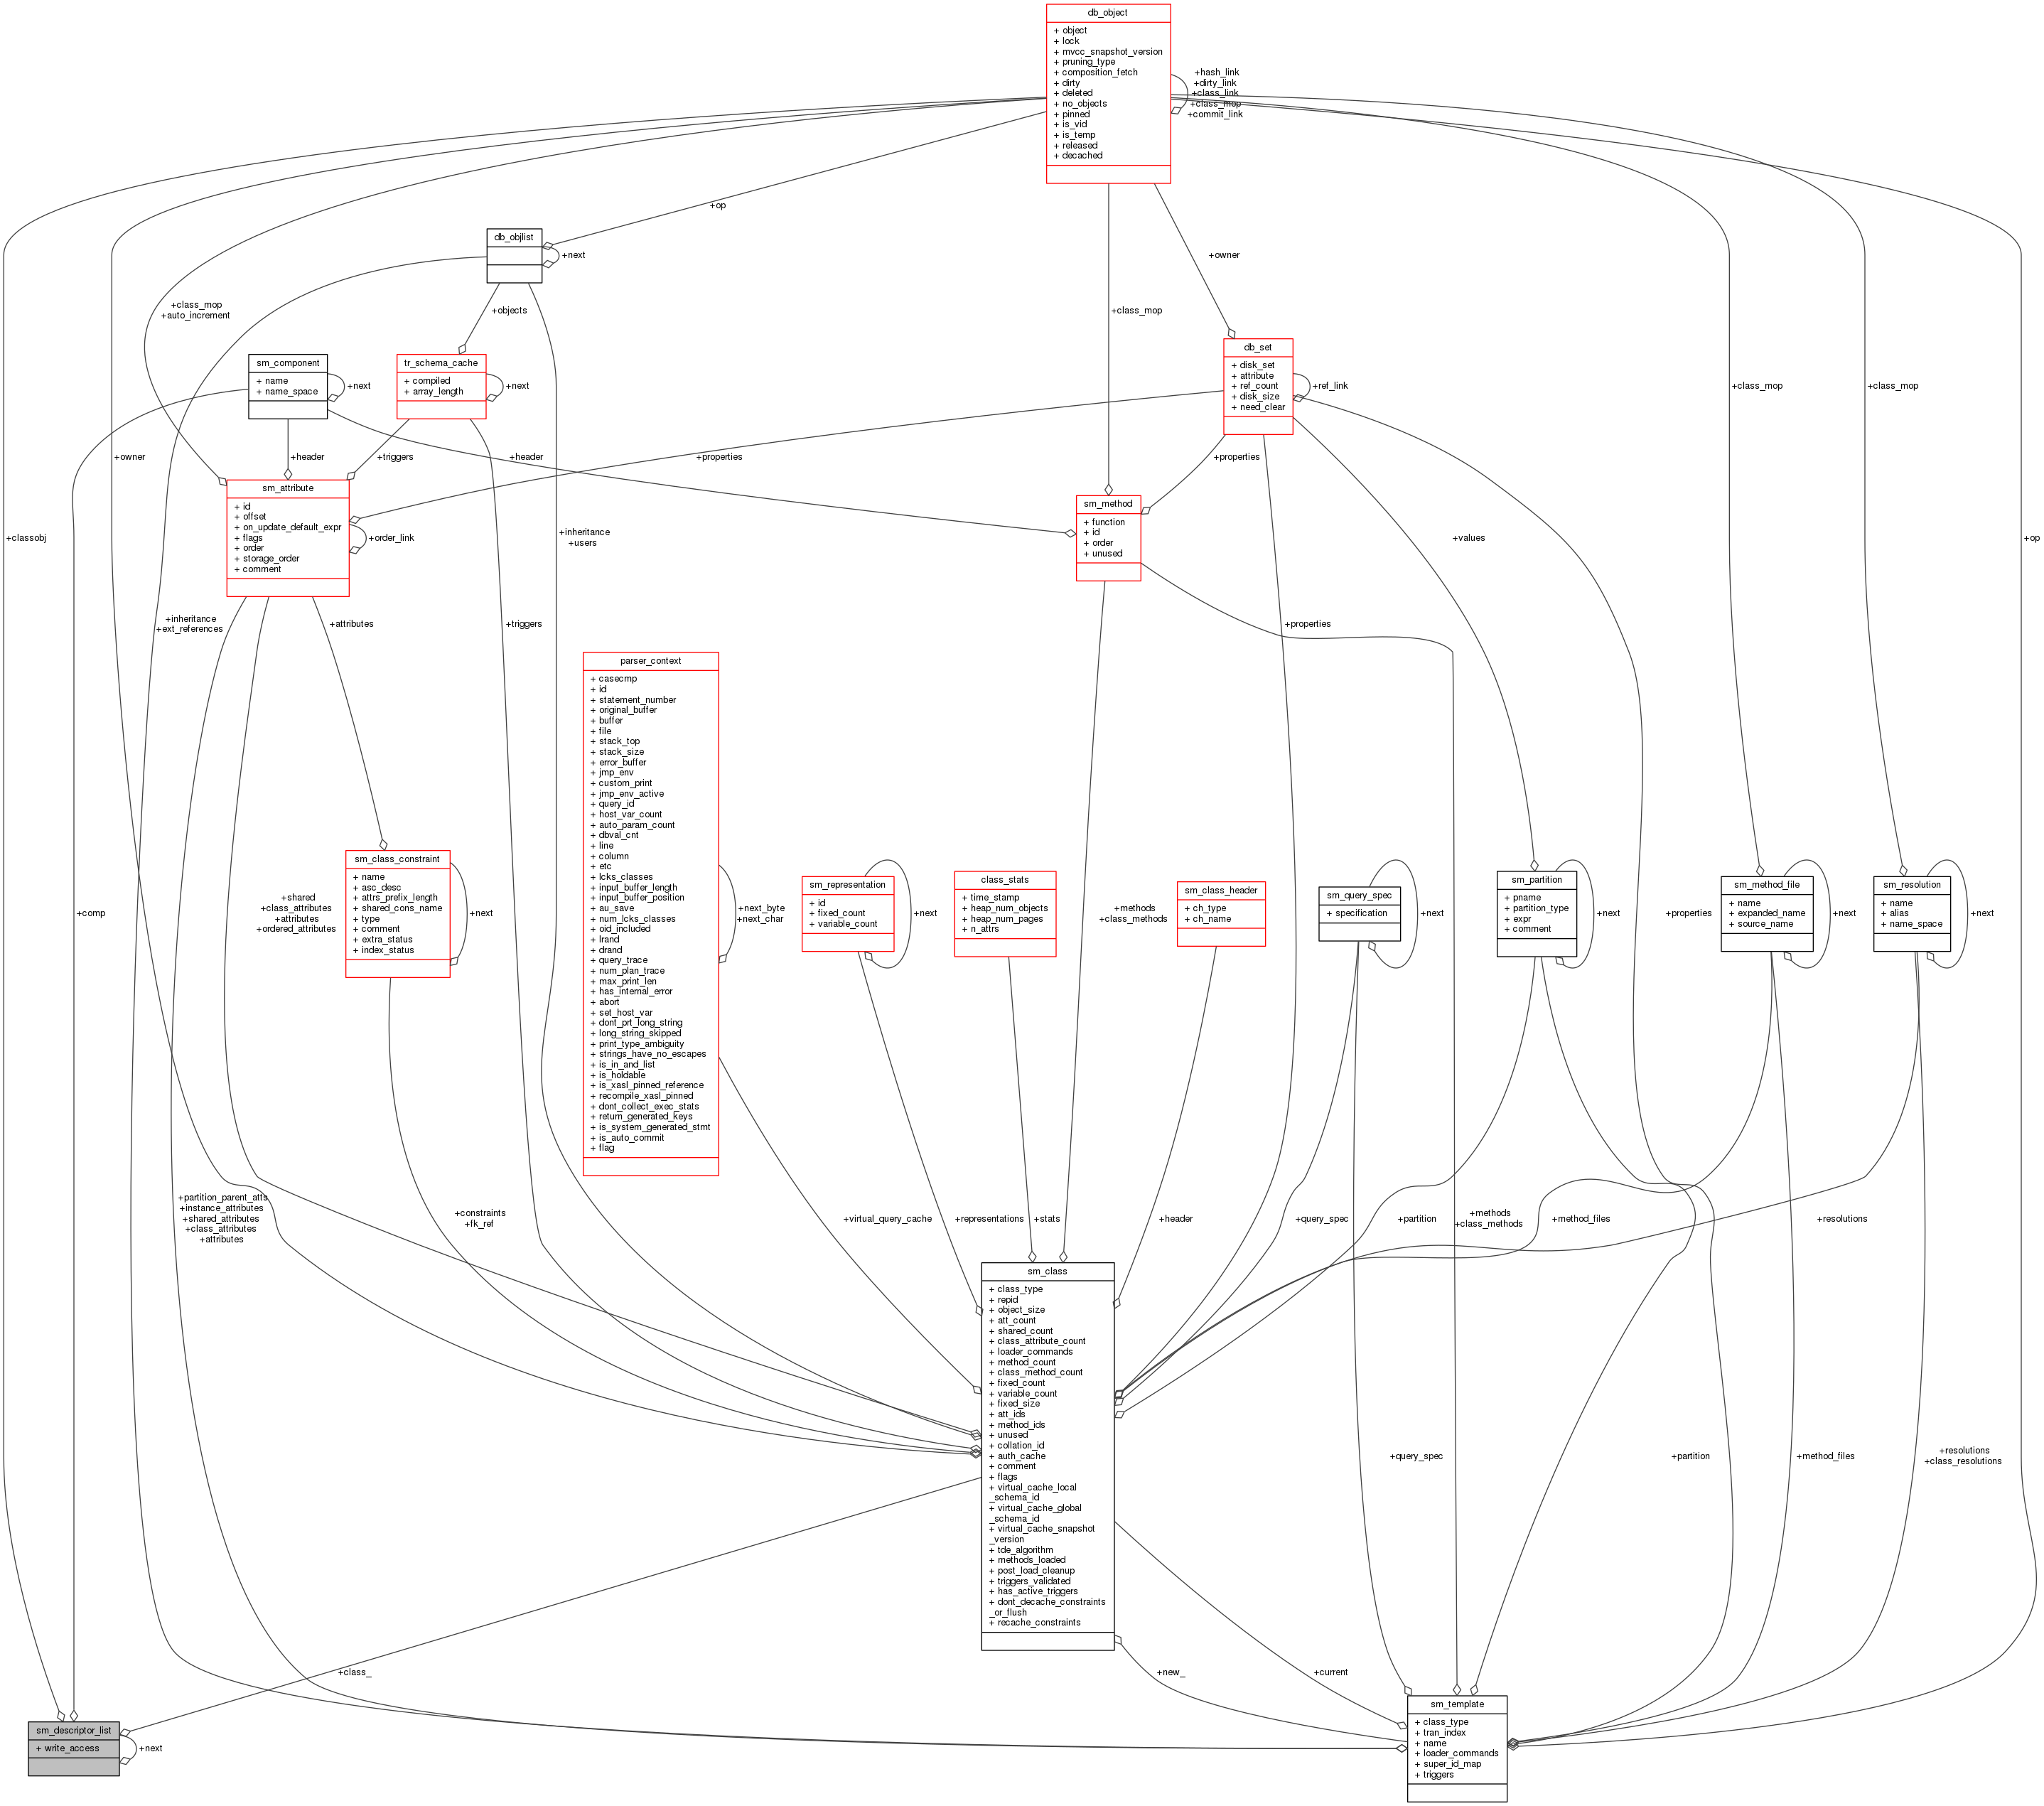 db_object
+ object
+ lock
+ mvcc_snapshot_version
+ pruning_type
+ composition_fetch
+ dirty
+ deleted
+ no_objects
+ pinned
+ is_vid
+ is_temp
+ released
+ decached
+hash_link
+dirty_link
+class_link
+class_mop
+commit_link
+op
db_objlist
+next
+owner
+class_mop
+auto_increment
+objects
+class_mop
+class_mop
+class_mop
sm_component
+ name
+ name_space
+next
tr_schema_cache
+ compiled
+ array_length
+next
db_set
+ disk_set
+ attribute
+ ref_count
+ disk_size
+ need_clear
+ref_link
+owner
+header
+triggers
+header
+properties
+properties
sm_attribute
+ id
+ offset
+ on_update_default_expr
+ flags
+ order
+ storage_order
+ comment
+order_link
sm_method
+ function
+ id
+ order
+ unused
+classobj
+inheritance
+users
+values
+op
+inheritance
+ext_references
+attributes
+triggers
+properties
parser_context
+ casecmp
+ id
+ statement_number
+ original_buffer
+ buffer
+ file
+ stack_top
+ stack_size
+ error_buffer
+ jmp_env
+ custom_print
+ jmp_env_active
+ query_id
+ host_var_count
+ auto_param_count
+ dbval_cnt
+ line
+ column
+ etc
+ lcks_classes
+ input_buffer_length
+ input_buffer_position
+ au_save
+ num_lcks_classes
+ oid_included
+ lrand
+ drand
+ query_trace
+ num_plan_trace
+ max_print_len
+ has_internal_error
+ abort
+ set_host_var
+ dont_prt_long_string
+ long_string_skipped
+ print_type_ambiguity
+ strings_have_no_escapes
+ is_in_and_list
+ is_holdable
+ is_xasl_pinned_reference
+ recompile_xasl_pinned
+ dont_collect_exec_stats
+ return_generated_keys
+ is_system_generated_stmt
+ is_auto_commit
+ flag
+next_byte
+next_char
+comp
+shared
+class_attributes
+attributes
+ordered_attributes
sm_class_constraint
+ name
+ asc_desc
+ attrs_prefix_length
+ shared_cons_name
+ type
+ comment
+ extra_status
+ index_status
+next
sm_representation
+ id
+ fixed_count
+ variable_count
+next
class_stats
+ time_stamp
+ heap_num_objects
+ heap_num_pages
+ n_attrs
+methods
+class_methods
sm_class_header
+ ch_type
+ ch_name
sm_query_spec
+ specification
+next
sm_partition
+ pname
+ partition_type
+ expr
+ comment
+next
+properties
sm_method_file
+ name
+ expanded_name
+ source_name
+next
sm_resolution
+ name
+ alias
+ name_space
+next
+partition_parent_atts
+instance_attributes
+shared_attributes
+class_attributes
+attributes
+constraints
+fk_ref
+virtual_query_cache
+representations
+stats
+header
+query_spec
+partition
+methods
+class_methods
+method_files
+resolutions
sm_class
+ class_type
+ repid
+ object_size
+ att_count
+ shared_count
+ class_attribute_count
+ loader_commands
+ method_count
+ class_method_count
+ fixed_count
+ variable_count
+ fixed_size
+ att_ids
+ method_ids
+ unused
+ collation_id
+ auth_cache
+ comment
+ flags
+ virtual_cache_local
_schema_id
+ virtual_cache_global
_schema_id
+ virtual_cache_snapshot
_version
+ tde_algorithm
+ methods_loaded
+ post_load_cleanup
+ triggers_validated
+ has_active_triggers
+ dont_decache_constraints
_or_flush
+ recache_constraints
+query_spec
+partition
+method_files
+resolutions
+class_resolutions
+class_
+new_
+current
sm_descriptor_list
+ write_access
+next
sm_template
+ class_type
+ tran_index
+ name
+ loader_commands
+ super_id_map
+ triggers